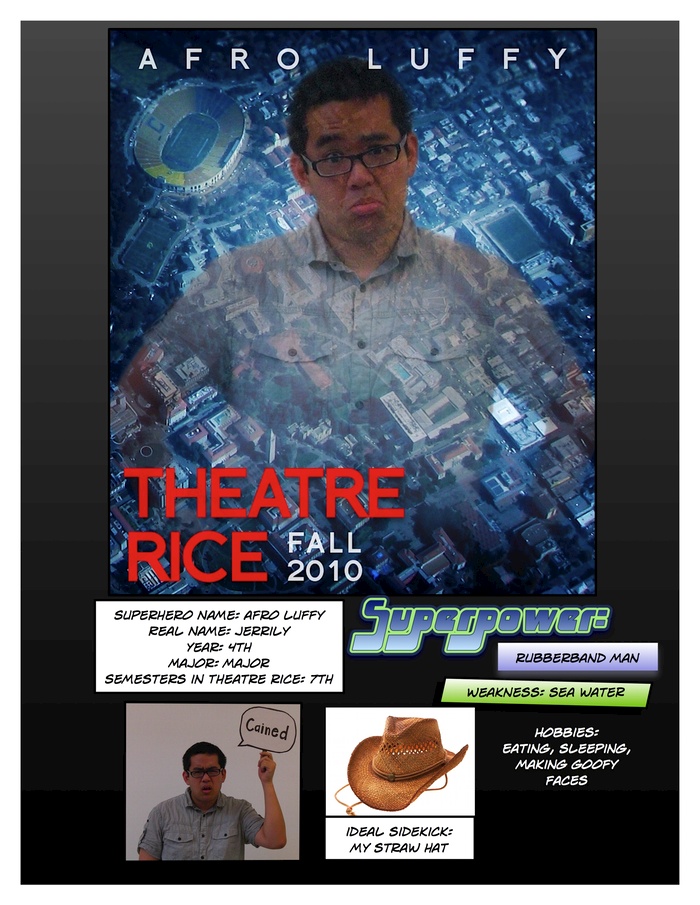 AFRO LUFFY
THEATRE
RICE FALL
2010
SUPERHERO NAME: AFRO LUFFY
REAL NAME: JERRILY
YEAR: 4TH
MAJOR: MAJOR
SEMESTERS IN THEATRE RICE: 7TH
Superpower:
RUBBERBAND MAN
WEAKNESS: SEA WATER
Cained
IDEAL SIDEKICK:
MY STRAW HAT
HOBBIES:
EATING, SLEEPING,
MAKING GOOFY
FACES